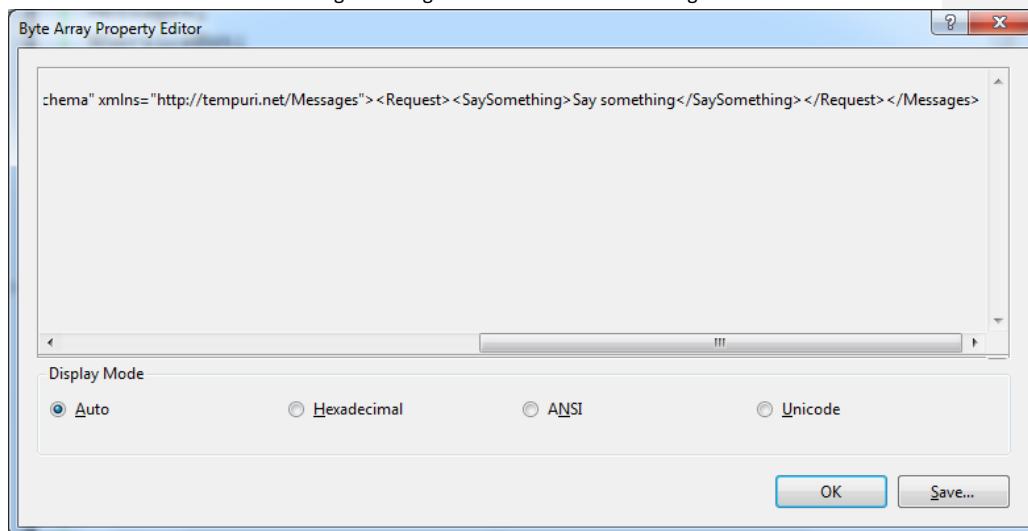 Byte Array Property Editor
:hema" xmlns="http://tempuri.net/Messages"><Request><SaySomething>Say something</SaySomething></Request></Messages>
Display Mode
Auto
Hexadecimal
ANSI
Unicode
OK
Save...